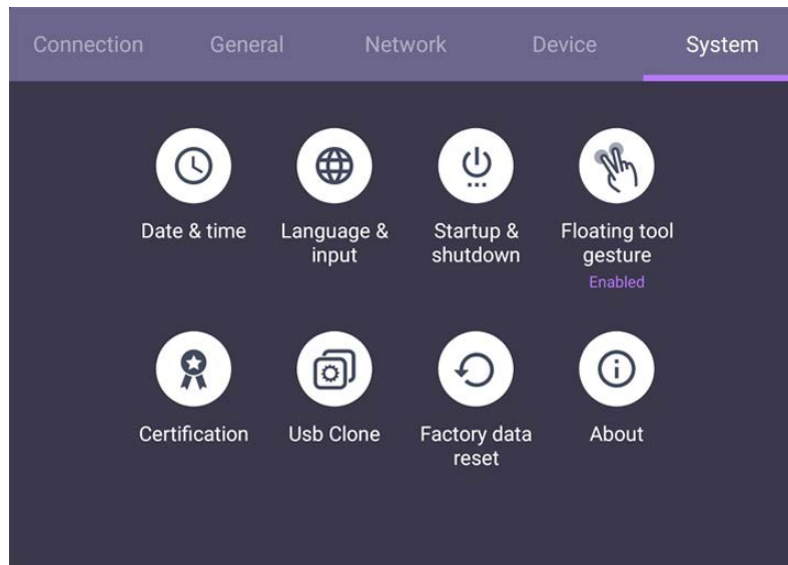 Connection General Network Device System
Date & time Language & Startup & Floating tool
input shutdown gesture
Enabled
Certification Usb Clone Factory data About
reset